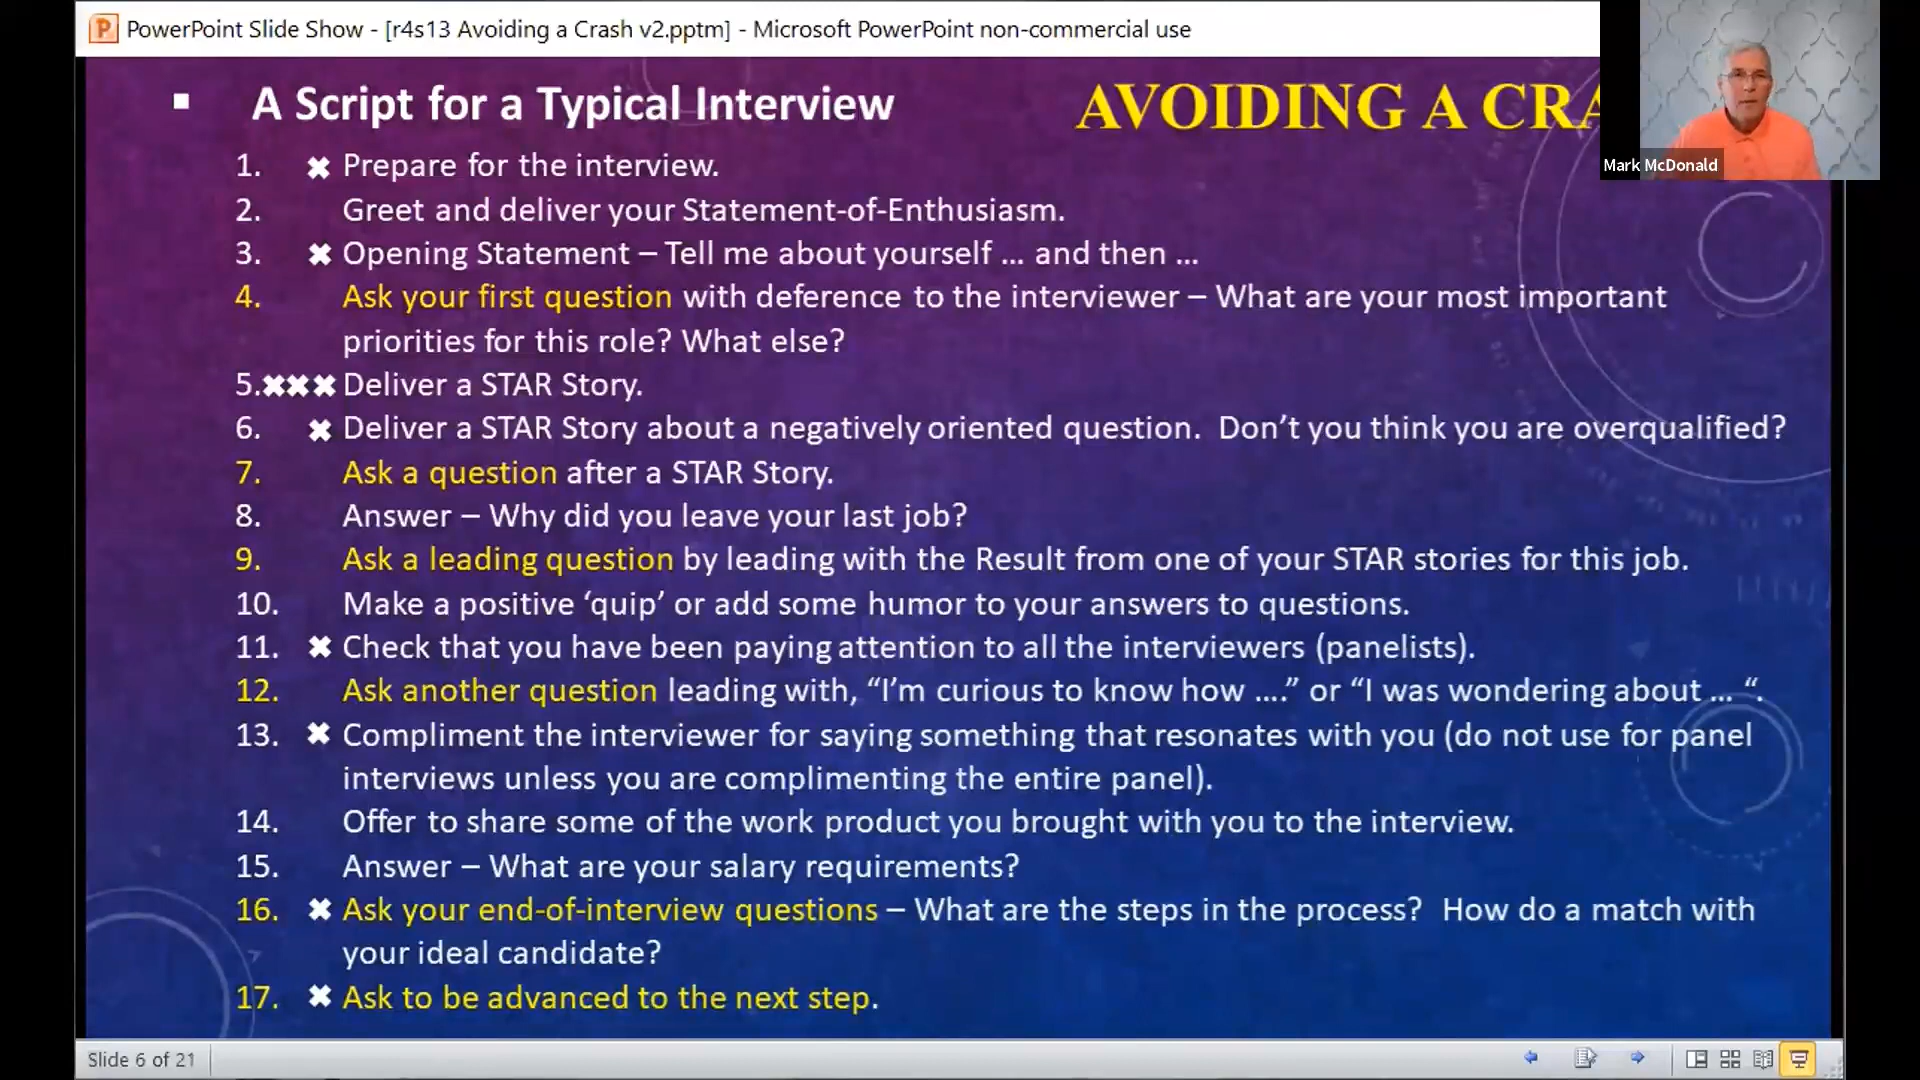 PowerPoint Slide Show - [r4s13 Avoiding a Crash v2.pptm] - Microsoft PowerPoint non-commercial use
▪ A Script for a Typical Interview
AVOIDING A CRA
Mark McDonald
1. ✖ Prepare for the interview.
2. Greet and deliver your Statement-of-Enthusiasm.
3. ✖ Opening Statement – Tell me about yourself … and then …
4. Ask your first question with deference to the interviewer – What are your most important
priorities for this role? What else?
5.✖✖✖ Deliver a STAR Story.
6. ✖ Deliver a STAR Story about a negatively oriented question. Don’t you think you are overqualified?
7. Ask a question after a STAR Story.
8. Answer – Why did you leave your last job?
9. Ask a leading question by leading with the Result from one of your STAR stories for this job.
10. Make a positive ‘quip’ or add some humor to your answers to questions.
11. ✖ Check that you have been paying attention to all the interviewers (panelists).
12. Ask another question leading with, “I’m curious to know how ….” or “I was wondering about … “.
13. ✖ Compliment the interviewer for saying something that resonates with you (do not use for panel
interviews unless you are complimenting the entire panel).
14. Offer to share some of the work product you brought with you to the interview.
15. Answer – What are your salary requirements?
16. ✖ Ask your end-of-interview questions – What are the steps in the process? How do a match with
your ideal candidate?
17. ✖ Ask to be advanced to the next step.
Slide 6 of 21